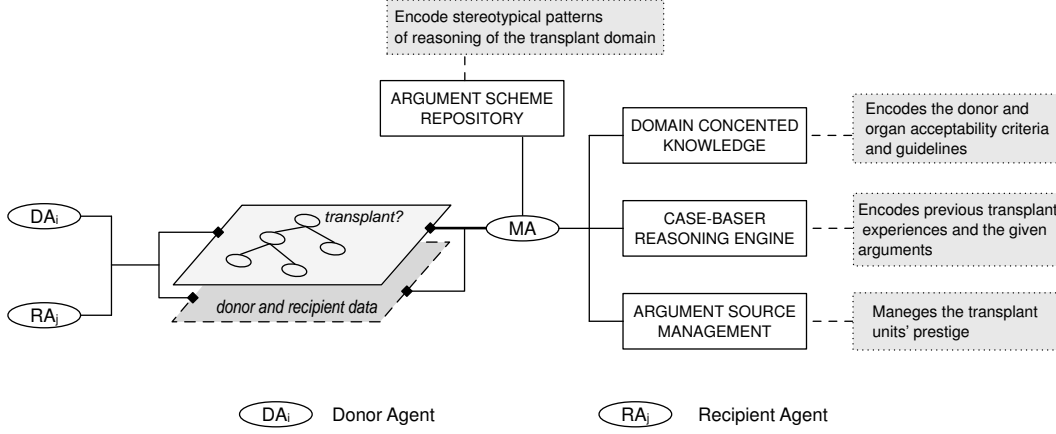 Encode stereotypical patterns
of reasoning of the transplant domain
ARGUMENT SCHEME
REPOSITORY
DOMAIN CONCENTED
KNOWLEDGE
Encodes the donor and
organ acceptability criteria
and guidelines
DAi
transplant?
MA
CASE-BASER
REASONING ENGINE
Encodes previous transplant
experiences and the given
arguments
donor and recipient data
RAj
ARGUMENT SOURCE
MANAGEMENT
Maneges the transplant
units' prestige
DAi Donor Agent
RAj Recipient Agent